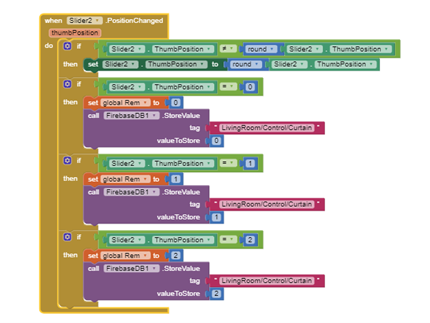 when Slider2 .PositionChanged
thumbPosition
do if Slider2 . ThumbPosition ≠ round Slider2 . ThumbPosition
then set Slider2 . ThumbPosition to round Slider2 . ThumbPosition
if Slider2 . ThumbPosition = 0
then set global Rem to 0
call FirebaseDB1 .StoreValue
tag " LivingRoom/Control/Curtain "
valueToStore 0
if Slider2 . ThumbPosition = 1
then set global Rem to 1
call FirebaseDB1 .StoreValue
tag " LivingRoom/Control/Curtain "
valueToStore 1
if Slider2 . ThumbPosition = 2
then set global Rem to 2
call FirebaseDB1 .StoreValue
tag " LivingRoom/Control/Curtain "
valueToStore 2